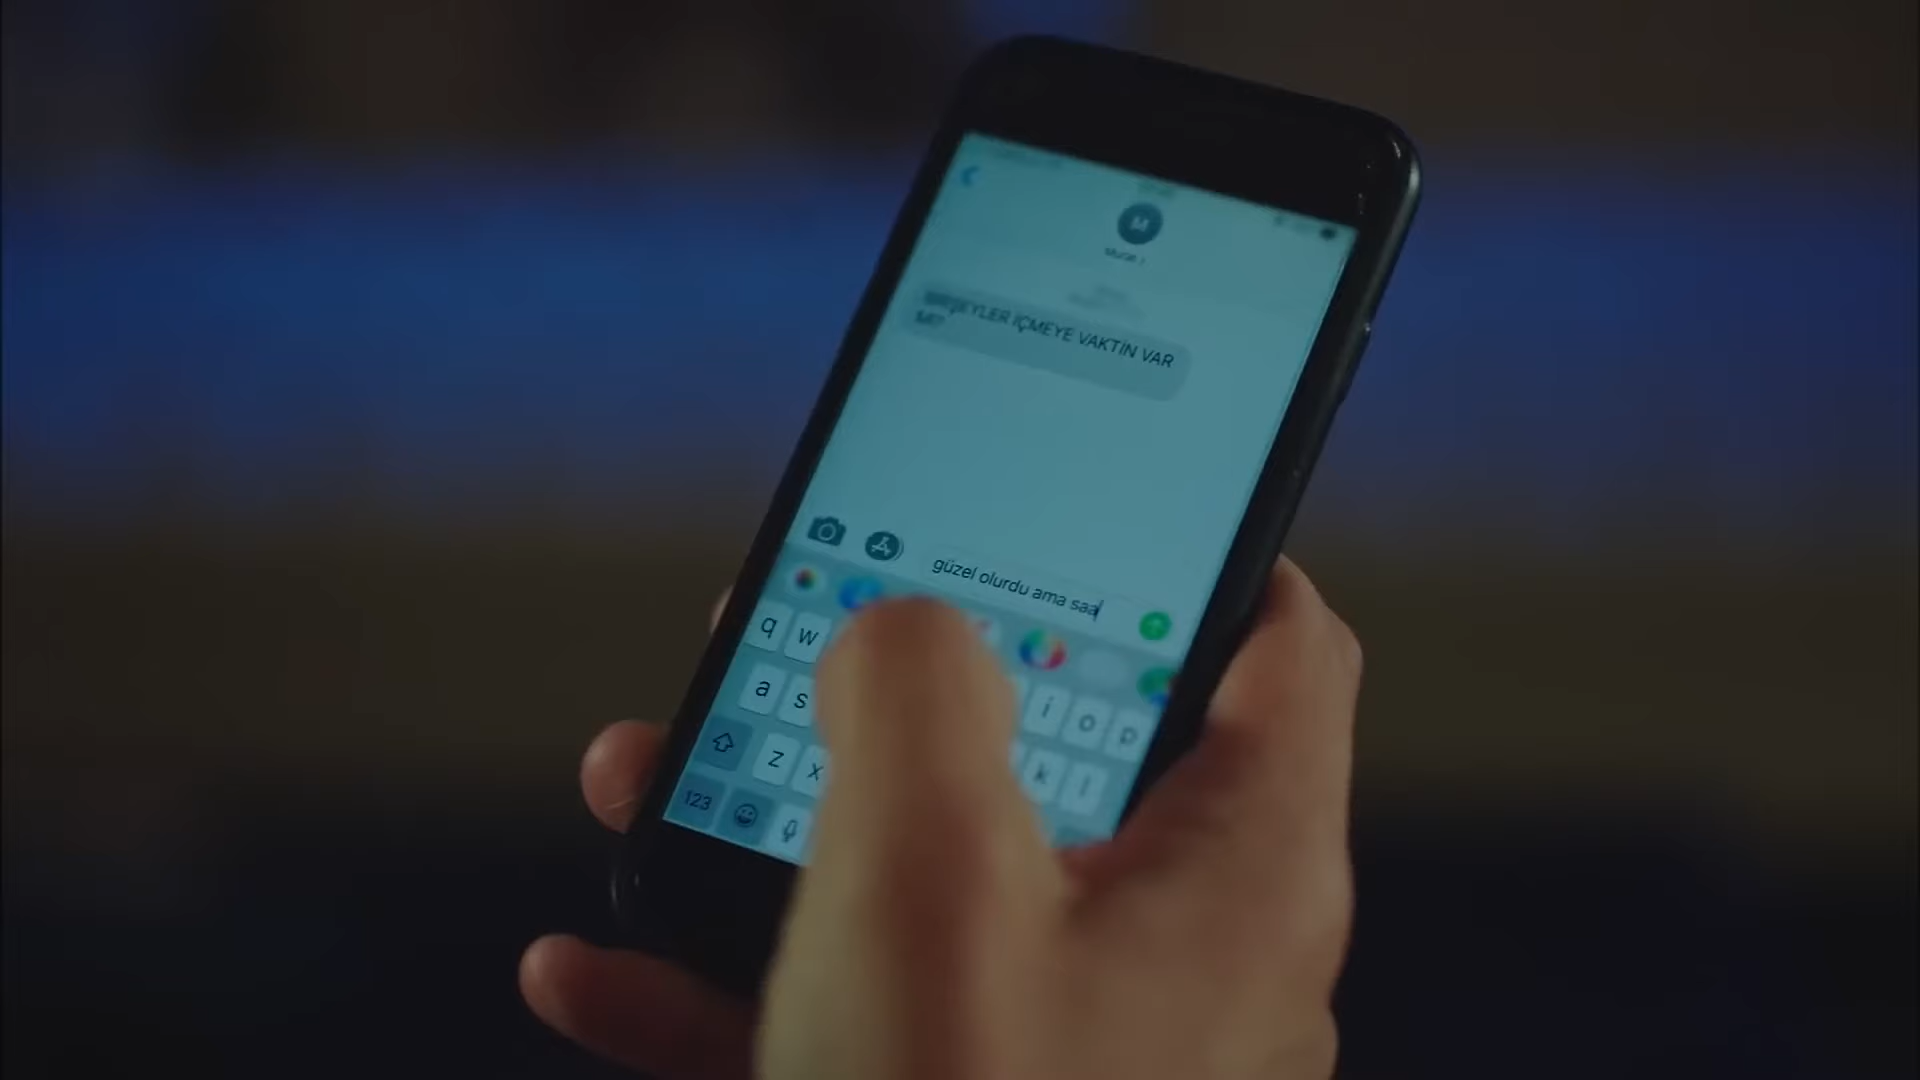 M
BİRŞEYLER İÇMEYE VAKTİN VAR
MI?
güzel olurdu ama saa
q w i o p
a s k l
z x
123